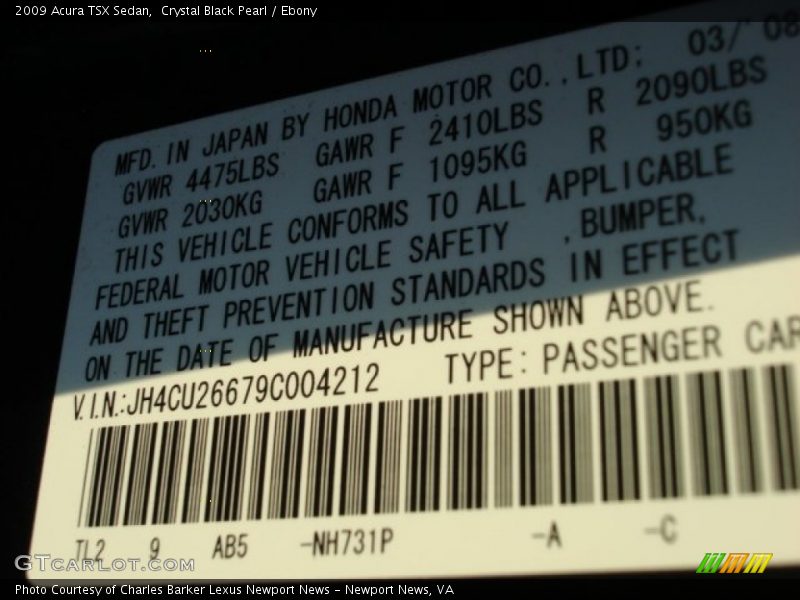 2009 Acura TSX Sedan,  Crystal Black Pearl / Ebony
MFD. IN JAPAN BY HONDA MOTOR CO., LTD: 03/ 08
GVWR 4475LBS GAWR F 2410LBS R 2090LBS
GVWR 2030KG GAWR F 1095KG R 950KG
THIS VEHICLE CONFORMS TO ALL APPLICABLE
FEDERAL MOTOR VEHICLE SAFETY , BUMPER,
AND THEFT PREVENTION STANDARDS IN EFFECT
ON THE DATE OF MANUFACTURE SHOWN ABOVE.
V.I.N.:JH4CU26679C004212 TYPE: PASSENGER CAR
TL2 9 AB5 -NH731P -A -C
GTcarlot.com
Photo Courtesy of Charles Barker Lexus Newport News – Newport News, VA